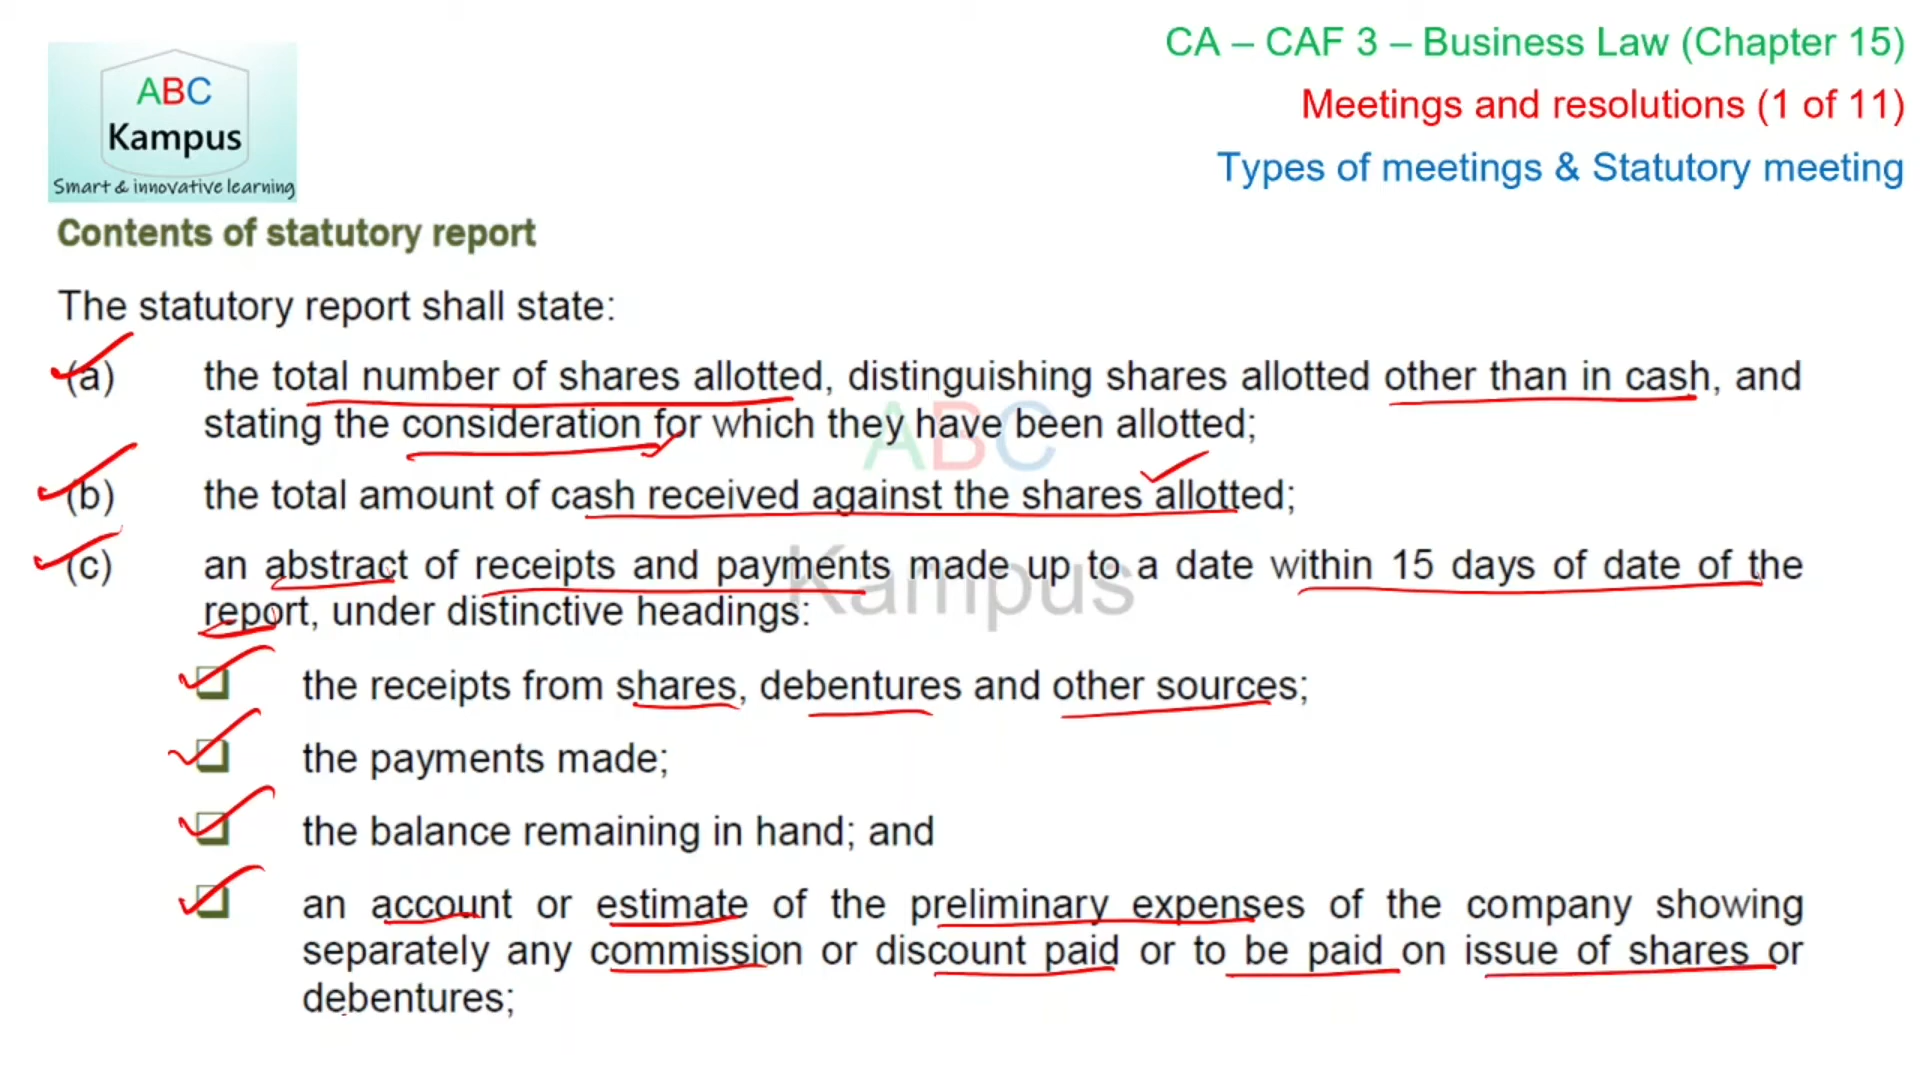 ABC
Kampus
Smart & innovative learning
CA – CAF 3 – Business Law (Chapter 15)
Meetings and resolutions (1 of 11)
Types of meetings & Statutory meeting
Contents of statutory report
The statutory report shall state:
(a) the total number of shares allotted, distinguishing shares allotted other than in cash, and
stating the consideration for which they have been allotted;
(b) the total amount of cash received against the shares allotted;
(c) an abstract of receipts and payments made up to a date within 15 days of date of the
report, under distinctive headings:
the receipts from shares, debentures and other sources;
the payments made;
the balance remaining in hand; and
an account or estimate of the preliminary expenses of the company showing
separately any commission or discount paid or to be paid on issue of shares or
debentures;
ABC
Kampus